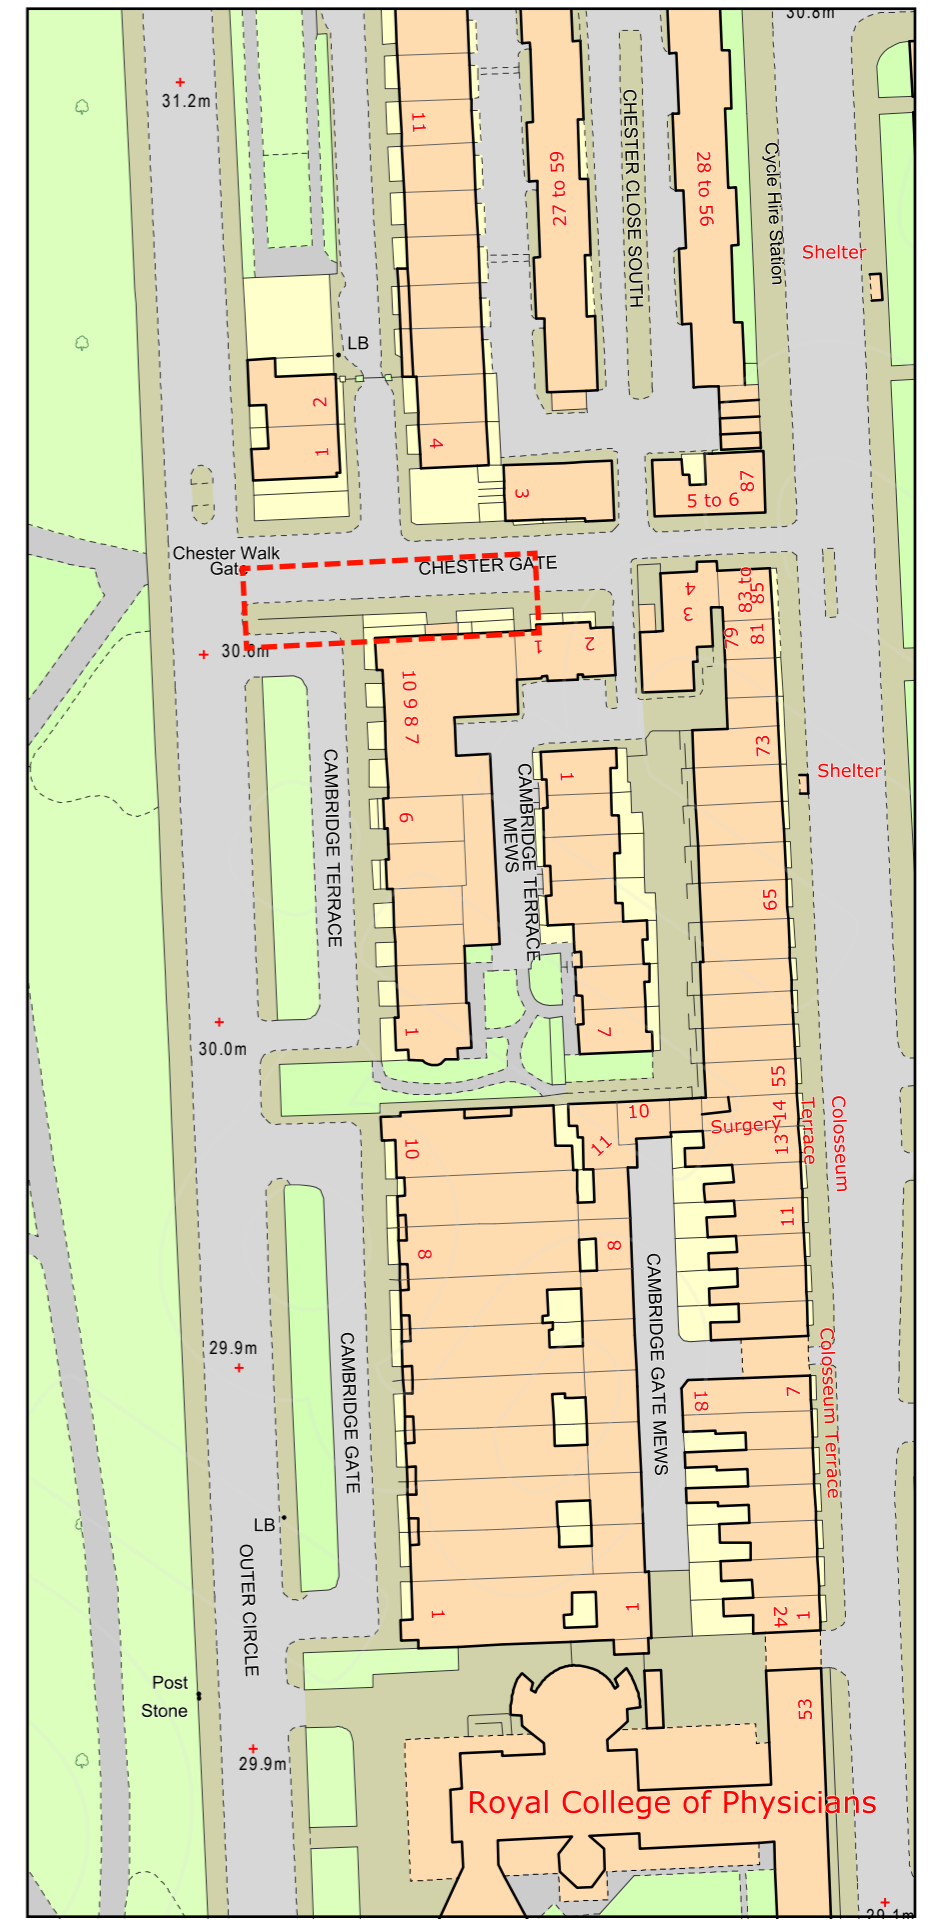 30.8m
31.2m
11
27 to 59
CHESTER CLOSE SOUTH
28 to 56
Cycle Hire Station
Shelter
LB
2
1
4
3
5 to 6
87
Chester Walk
Gate
CHESTER GATE
30.6m
1
2
4
3
83 to
85
81
79
10 9 8 7
73
CAMBRIDGE TERRACE
6
CAMBRIDGE TERRACE
MEWS
1
Shelter
69
1
7
30.0m
55
14
13
Surgery
Colosseum
Terrace
10
10
11
11
8
8
CAMBRIDGE GATE MEWS
29.9m
CAMBRIDGE GATE
18
7
Colosseum Terrace
LB
OUTER CIRCLE
1
1
24
1
Post
Stone
53
29.9m
Royal College of Physicians
29.1m